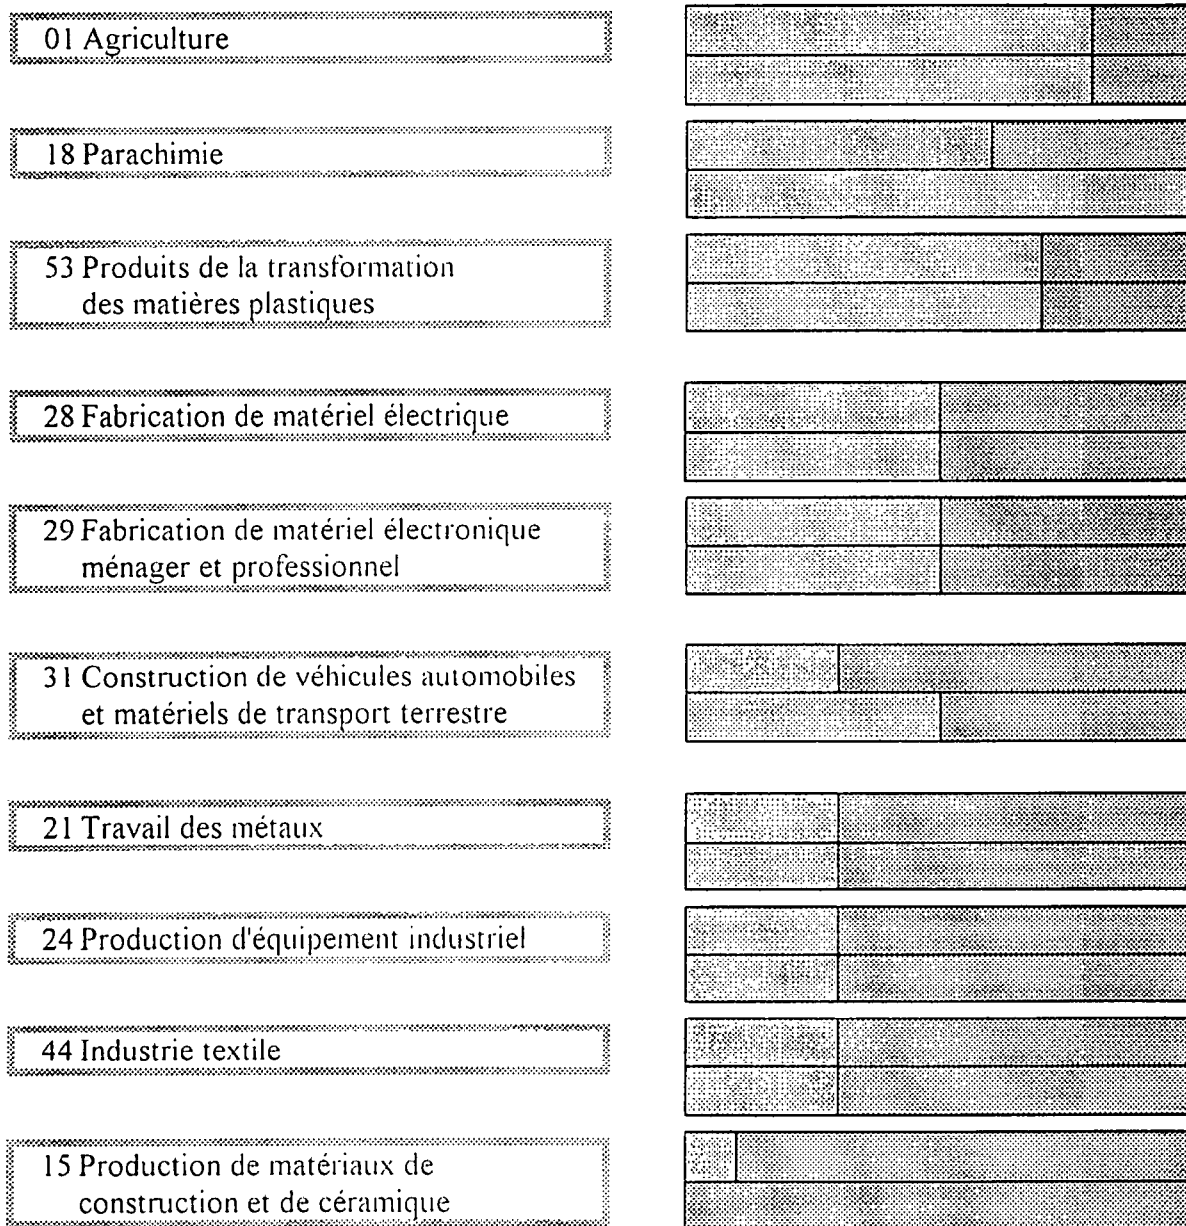 01 Agriculture
18 Parachimie
53 Produits de la transformation
des matières plastiques
28 Fabrication de matériel électrique
29 Fabrication de matériel électronique
ménager et professionnel
31 Construction de véhicules automobiles
et matériels de transport terrestre
21 Travail des métaux
24 Production d'équipement industriel
44 Industrie textile
15 Production de matériaux de
construction et de céramique